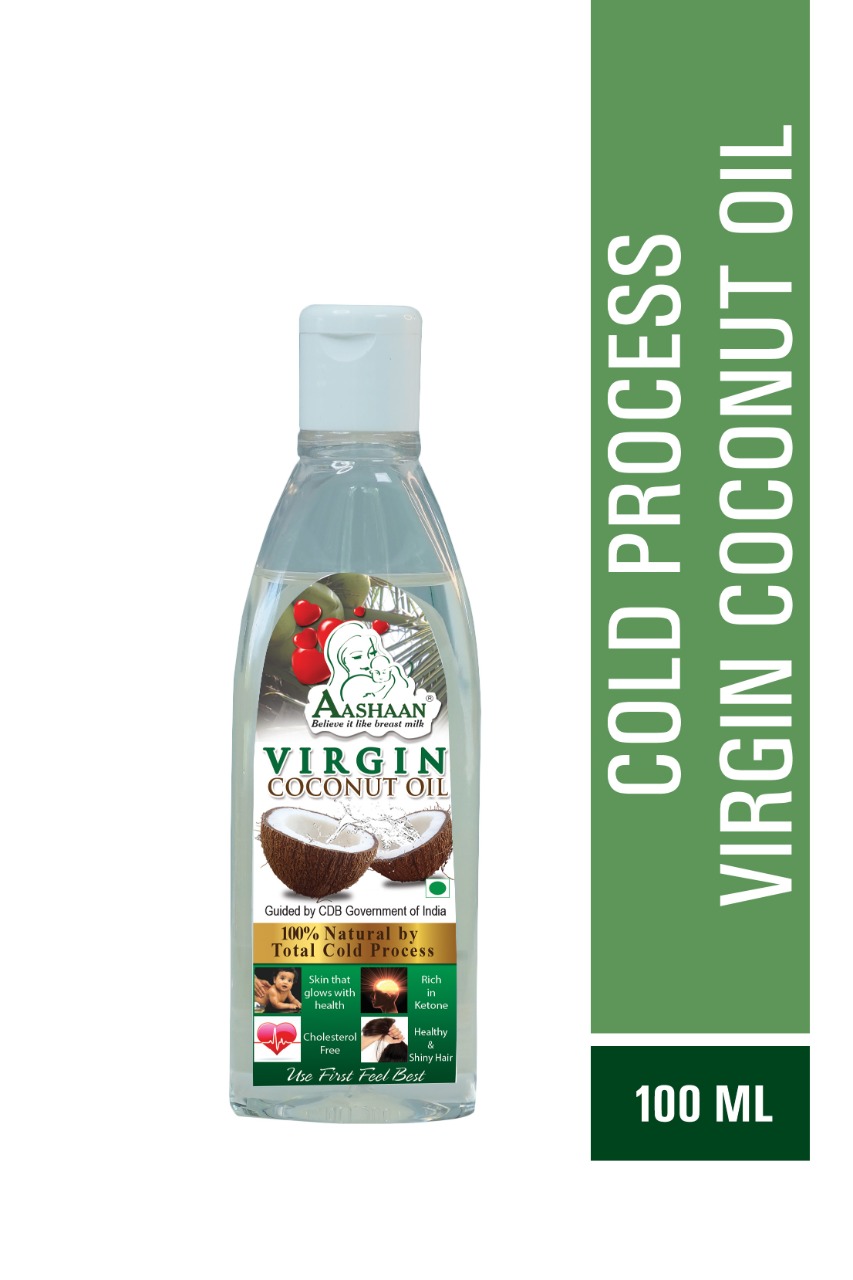 AASHAAN®
Believe it like breast milk
VIRGIN
COCONUT OIL
Guided by CDB Government of India
100% Natural by
Total Cold Process
Skin that
glows with
health
Rich
in
Ketone
Cholesterol
Free
Healthy
&
Shiny Hair
Use First Feel Best
COLD PROCESS
VIRGIN COCONUT OIL
100 ML